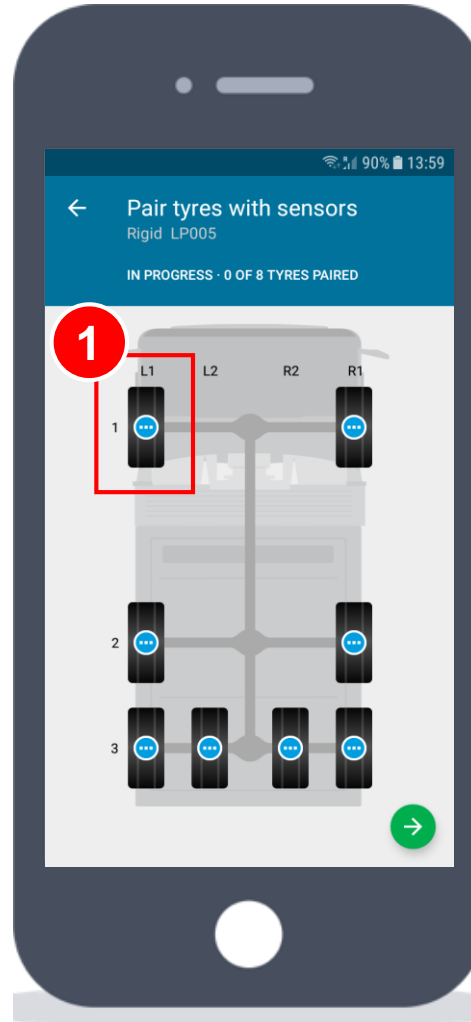 90% 13:59
Pair tyres with sensors
Rigid LP005
IN PROGRESS · 0 OF 8 TYRES PAIRED
1
L1 L2 R2 R1
1
2
3